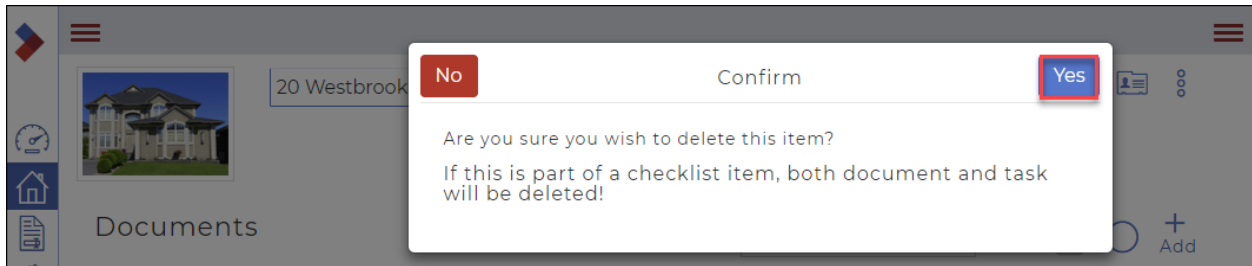 20 Westbrook
No
Confirm
Yes
Are you sure you wish to delete this item?
If this is part of a checklist item, both document and task
will be deleted!
Documents
Add